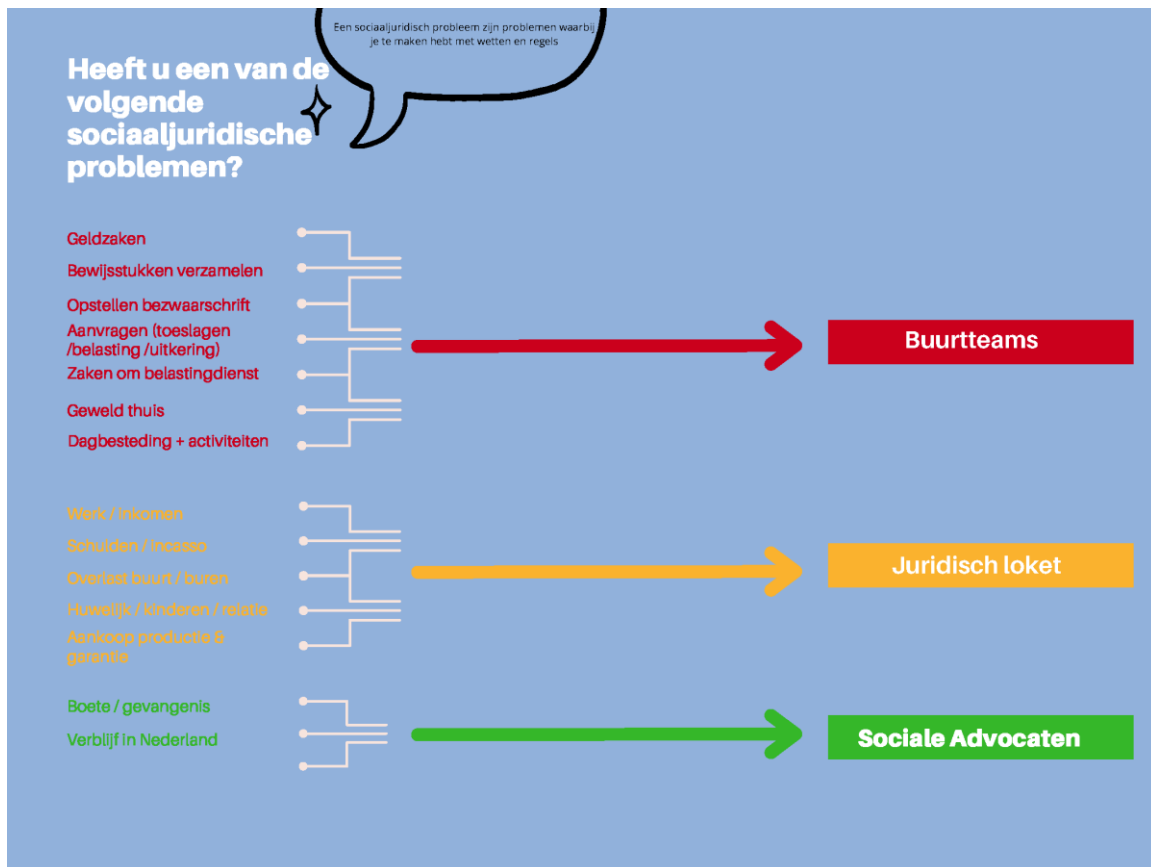 Een sociaaljuridisch probleem zijn problemen waarbij
je te maken hebt met wetten en regels
Heeft u een van de
volgende
sociaaljuridische
problemen?
Geldzaken
Bewijsstukken verzamelen
Opstellen bezwaarschrift
Aanvragen (toeslagen
/belasting /uitkering)
Zaken om belastingdienst
Geweld thuis
Dagbesteding + activiteiten
Buurtteams
Werk / inkomen
Schulden / incasso
Overlast buurt / buren
Huwelijk / kinderen / relatie
Aankoop productie &
garantie
Juridisch loket
Boete / gevangenis
Verblijf in Nederland
Sociale Advocaten